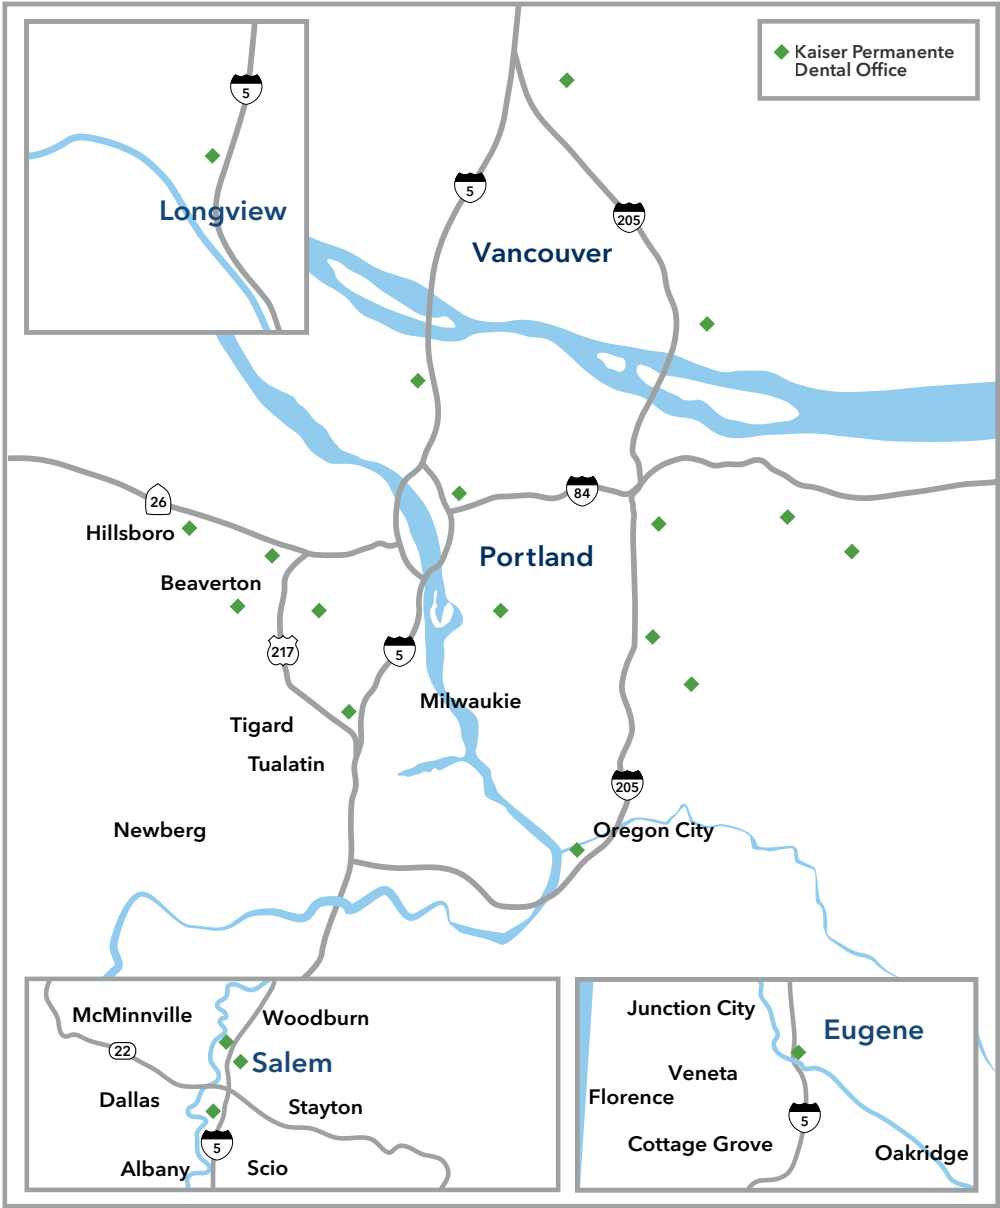 Kaiser Permanente
Dental Office
5
Longview
5
205
Vancouver
26
84
Hillsboro
Portland
Beaverton
217
5
Milwaukie
Tigard
Tualatin
205
Newberg
Oregon City
McMinnville
Woodburn
22
Salem
Dallas
Stayton
5
Albany
Scio
Junction City
Eugene
Veneta
Florence
5
Cottage Grove
Oakridge